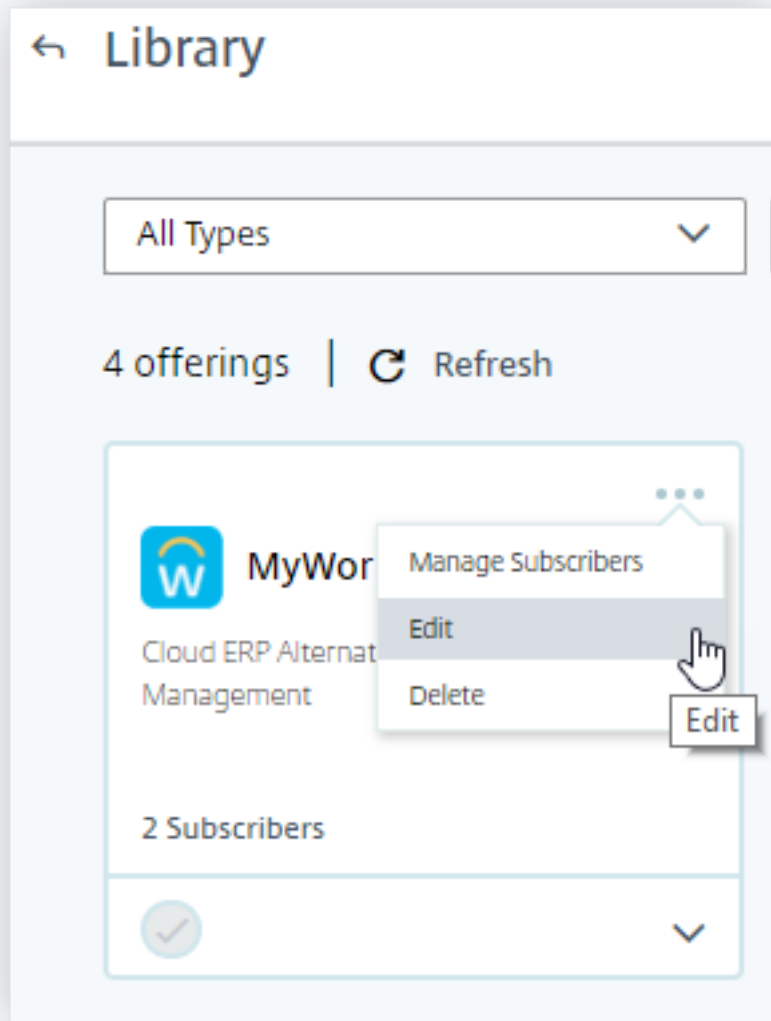 Library
All Types
4 offerings | Refresh
MyWor
Manage Subscribers
Edit
Delete
Edit
Cloud ERP Alternat
Management
2 Subscribers